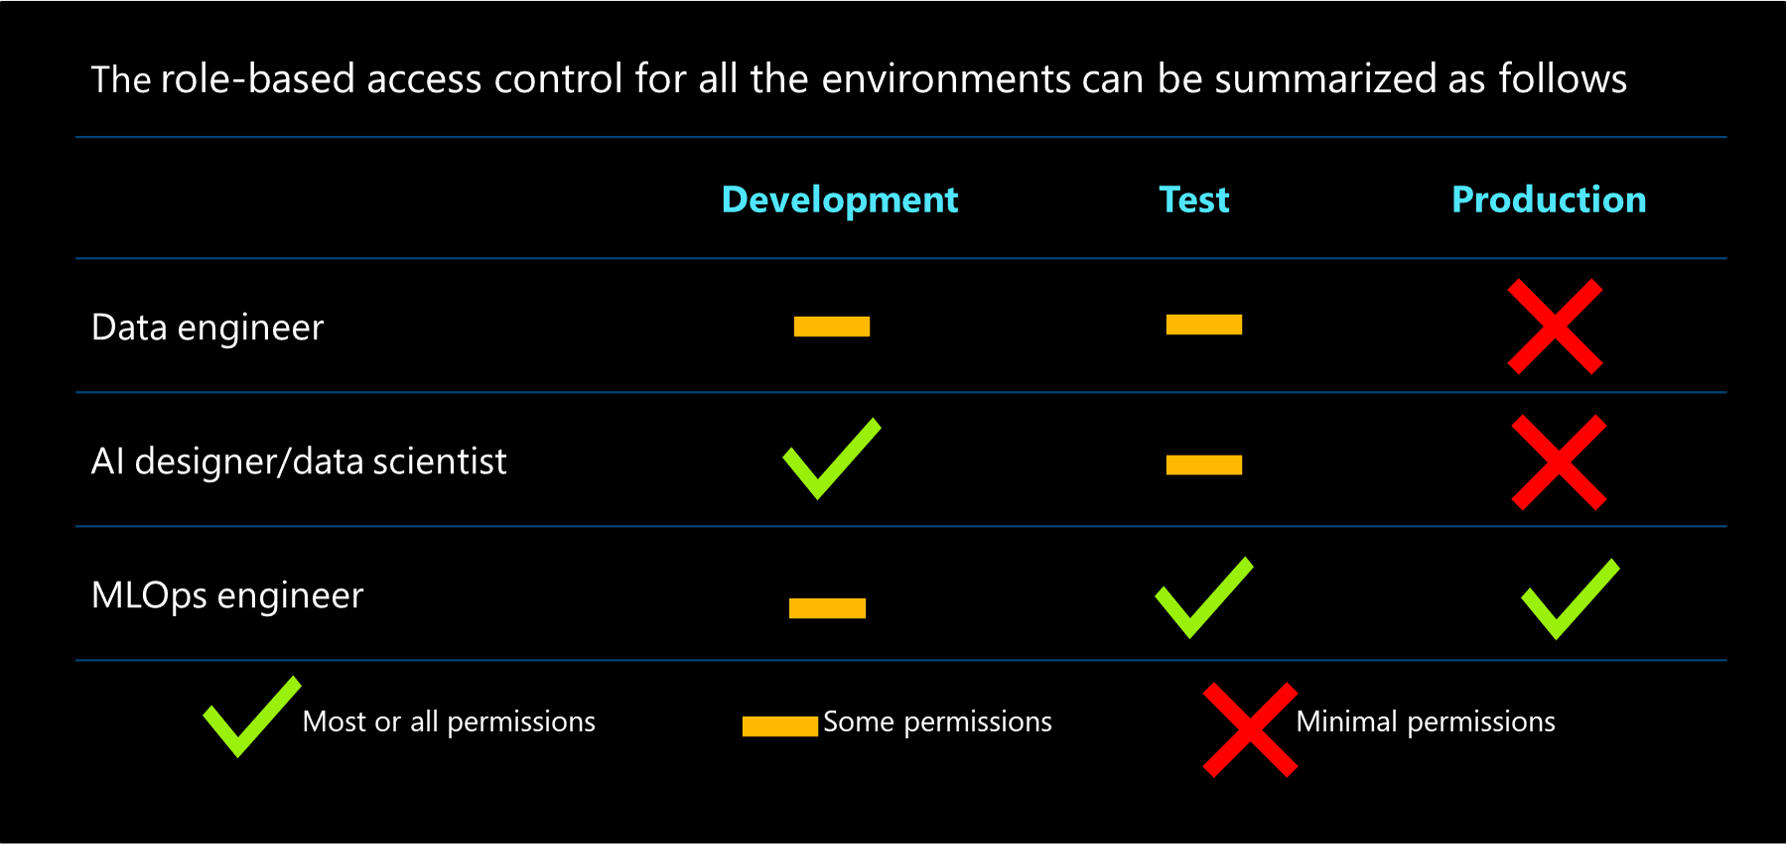 The role-based access control for all the environments can be summarized as follows
Development Test Production
Data engineer
AI designer/data scientist
MLOps engineer
Most or all permissions Some permissions Minimal permissions